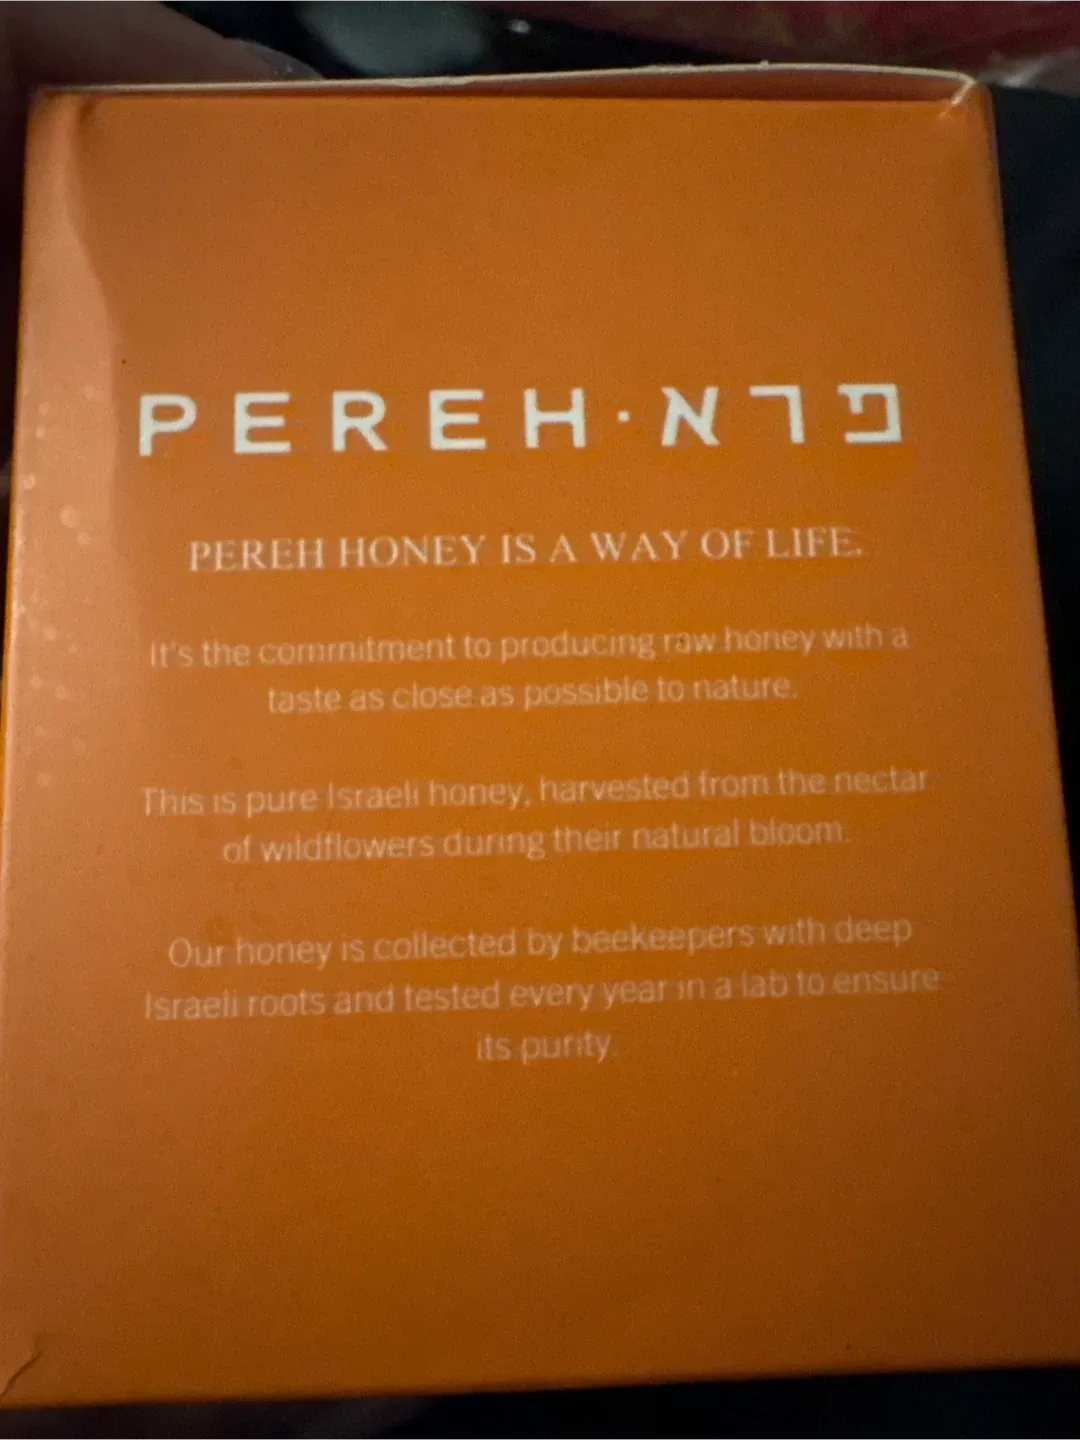 PEREH·פרא
PEREH HONEY IS A WAY OF LIFE.
It's the commitment to producing raw honey with a
taste as close as possible to nature.
This is pure Israeli honey, harvested from the nectar
of wildflowers during their natural bloom.
Our honey is collected by beekeepers with deep
Israeli roots and tested every year in a lab to ensure
its purity.